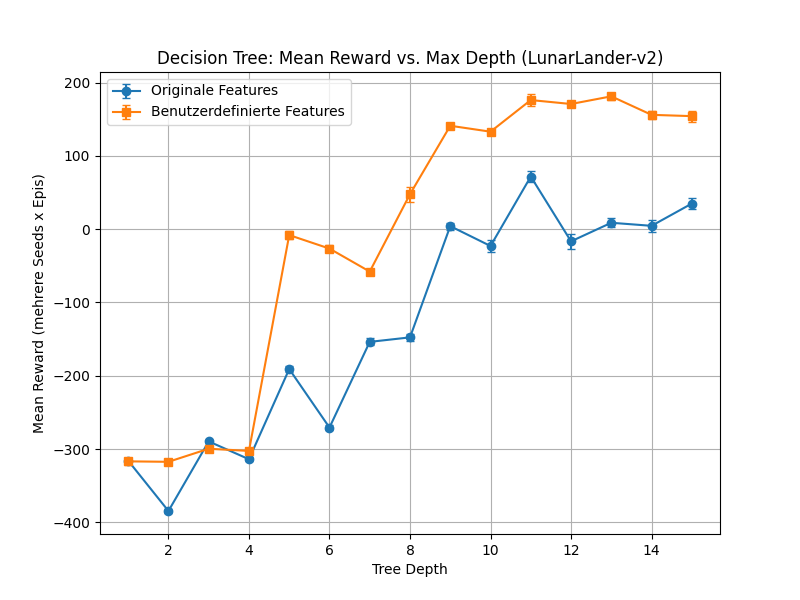 Decision Tree: Mean Reward vs. Max Depth (LunarLander-v2)
Originale Features
Benutzerdefinierte Features
Mean Reward (mehrere Seeds x Epis)
200
100
0
−100
−200
−300
−400
2
4
6
8
10
12
14
Tree Depth